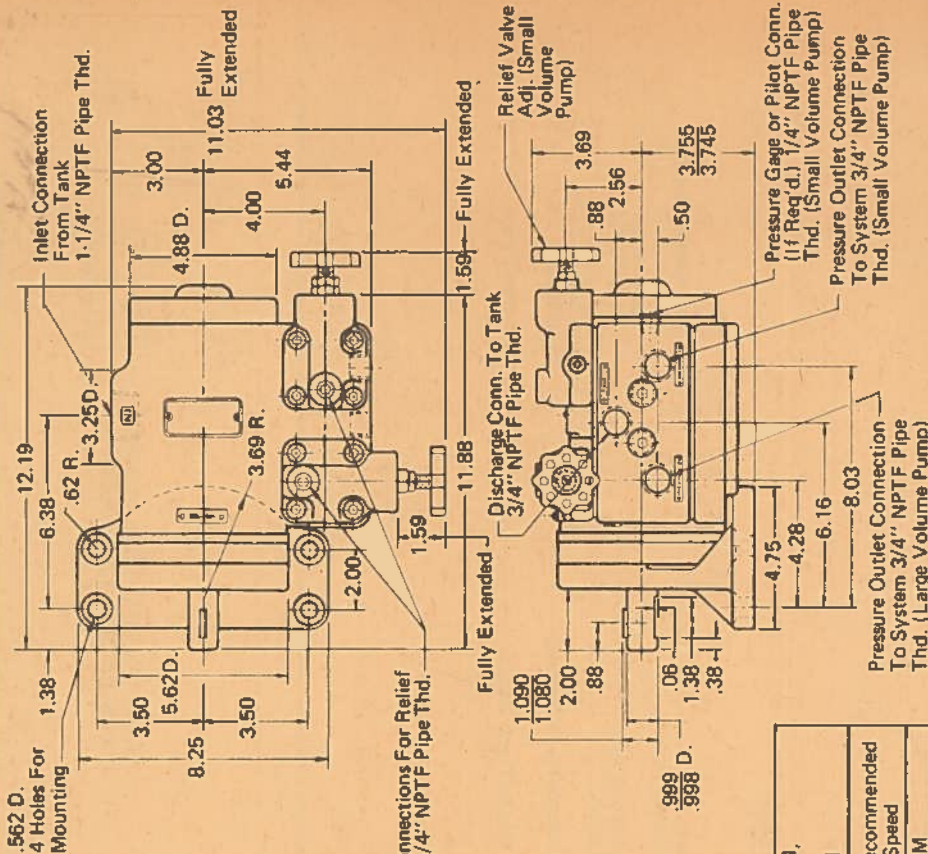 .562 D.
4 Holes For
Mounting
1.38
12.19
6.38
.62 R.
3.25D.
Inlet Connection
From Tank
1-1/4" NPTF Pipe Thd.
3.50
5.62D.
3.50
8.25
3.69 R.
4.88 D.
3.00
11.03
Fully
Extended
4.00
5.44
2.00
1.59
Fully Extended
11.88
1.59
Fully Extended
nnections For Relief
/4" NPTF Pipe Thd.
Discharge Conn. To Tank
3/4" NPTF Pipe Thd.
Relief Valve
Adj. (Small
Volume
Pump)
3.69
2.56
.88
.50
3.755
3.745
1.090
1.080
2.00
.88
.06
1.38
.38
.999
.998
D.
4.75
4.28
6.16
8.03
Pressure Gage or Pilot Conn.
(If Req'd.) 1/4" NPTF Pipe
Thd. (Small Volume Pump)
Pressure Outlet Connection
To System 3/4" NPTF Pipe
Thd. (Small Volume Pump)
Pressure Outlet Connection
To System 3/4" NPTF Pipe
Thd. (Large Volume Pump)
ecommended
Speed
M